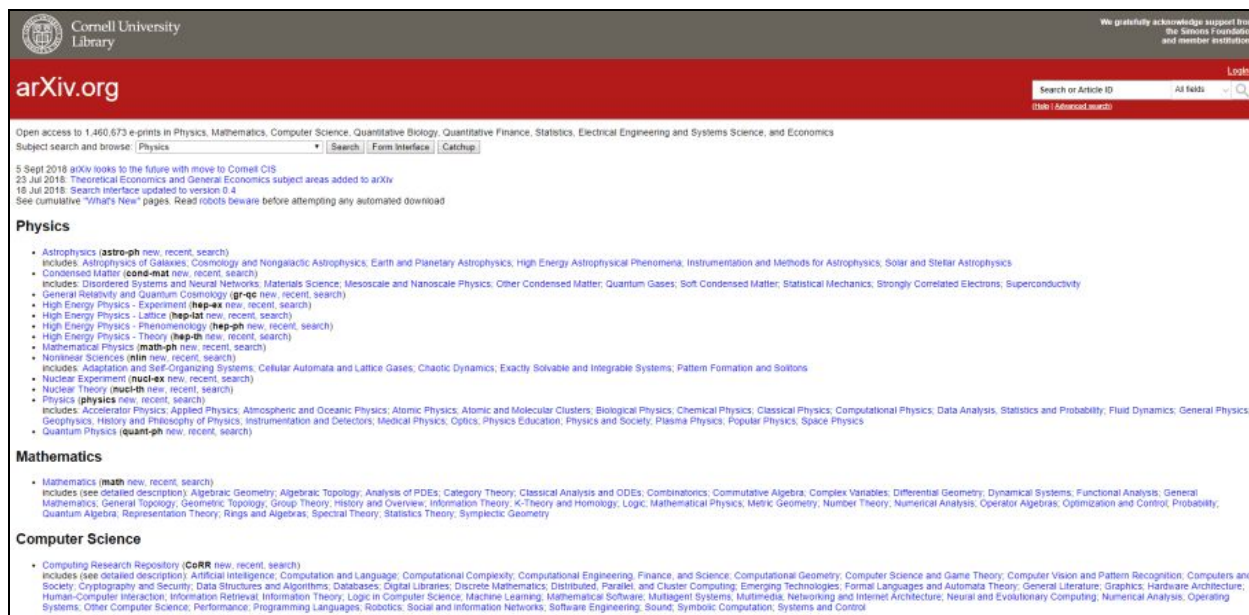 Cornell University
Library
We gratefully acknowledge support from
the Simons Foundation
and member institutions
arXiv.org
Login
Search or Article ID
All fields
(Help | Advanced search)
Open access to 1,460,673 e-prints in Physics, Mathematics, Computer Science, Quantitative Biology, Quantitative Finance, Statistics, Electrical Engineering and Systems Science, and Economics
Subject search and browse: Physics Search Form Interface Catchup
5 Sept 2018 arXiv looks to the future with move to Cornell CIS
23 Jul 2018: Theoretical Economics and General Economics subject areas added to arXiv
18 Jul 2018: Search interface updated to version 0.4
See cumulative "What's New" pages. Read robots beware before attempting any automated download
Physics
• Astrophysics (astro-ph new, recent, search)
includes: Astrophysics of Galaxies; Cosmology and Nongalactic Astrophysics; Earth and Planetary Astrophysics; High Energy Astrophysical Phenomena; Instrumentation and Methods for Astrophysics; Solar and Stellar Astrophysics
• Condensed Matter (cond-mat new, recent, search)
includes: Disordered Systems and Neural Networks; Materials Science; Mesoscale and Nanoscale Physics; Other Condensed Matter; Quantum Gases; Soft Condensed Matter; Statistical Mechanics; Strongly Correlated Electrons; Superconductivity
• General Relativity and Quantum Cosmology (gr-qc new, recent, search)
• High Energy Physics - Experiment (hep-ex new, recent, search)
• High Energy Physics - Lattice (hep-lat new, recent, search)
• High Energy Physics - Phenomenology (hep-ph new, recent, search)
• High Energy Physics - Theory (hep-th new, recent, search)
• Mathematical Physics (math-ph new, recent, search)
• Nonlinear Sciences (nlin new, recent, search)
includes: Adaptation and Self-Organizing Systems; Cellular Automata and Lattice Gases; Chaotic Dynamics; Exactly Solvable and Integrable Systems; Pattern Formation and Solitons
• Nuclear Experiment (nucl-ex new, recent, search)
• Nuclear Theory (nucl-th new, recent, search)
• Physics (physics new, recent, search)
includes: Accelerator Physics; Applied Physics; Atmospheric and Oceanic Physics; Atomic Physics; Atomic and Molecular Clusters; Biological Physics; Chemical Physics; Classical Physics; Computational Physics; Data Analysis, Statistics and Probability; Fluid Dynamics; General Physics;
Geophysics; History and Philosophy of Physics; Instrumentation and Detectors; Medical Physics; Optics; Physics Education; Physics and Society; Plasma Physics; Popular Physics; Space Physics
• Quantum Physics (quant-ph new, recent, search)
Mathematics
• Mathematics (math new, recent, search)
includes (see detailed description): Algebraic Geometry; Algebraic Topology; Analysis of PDEs; Category Theory; Classical Analysis and ODEs; Combinatorics; Commutative Algebra; Complex Variables; Differential Geometry; Dynamical Systems; Functional Analysis; General
Mathematics; General Topology; Geometric Topology; Group Theory; History and Overview; Information Theory; K-Theory and Homology; Logic; Mathematical Physics; Metric Geometry; Number Theory; Numerical Analysis; Operator Algebras; Optimization and Control; Probability;
Quantum Algebra; Representation Theory; Rings and Algebras; Spectral Theory; Statistics Theory; Symplectic Geometry
Computer Science
• Computing Research Repository (CoRR new, recent, search)
includes (see detailed description): Artificial Intelligence; Computation and Language; Computational Complexity; Computational Engineering, Finance, and Science; Computational Geometry; Computer Science and Game Theory; Computer Vision and Pattern Recognition; Computers and
Society; Cryptography and Security; Data Structures and Algorithms; Databases; Digital Libraries; Discrete Mathematics; Distributed, Parallel, and Cluster Computing; Emerging Technologies; Formal Languages and Automata Theory; General Literature; Graphics; Hardware Architecture;
Human-Computer Interaction; Information Retrieval; Information Theory; Logic in Computer Science; Machine Learning; Mathematical Software; Multiagent Systems; Multimedia; Networking and Internet Architecture; Neural and Evolutionary Computing; Numerical Analysis; Operating
Systems; Other Computer Science; Performance; Programming Languages; Robotics; Social and Information Networks; Software Engineering; Sound; Symbolic Computation; Systems and Control